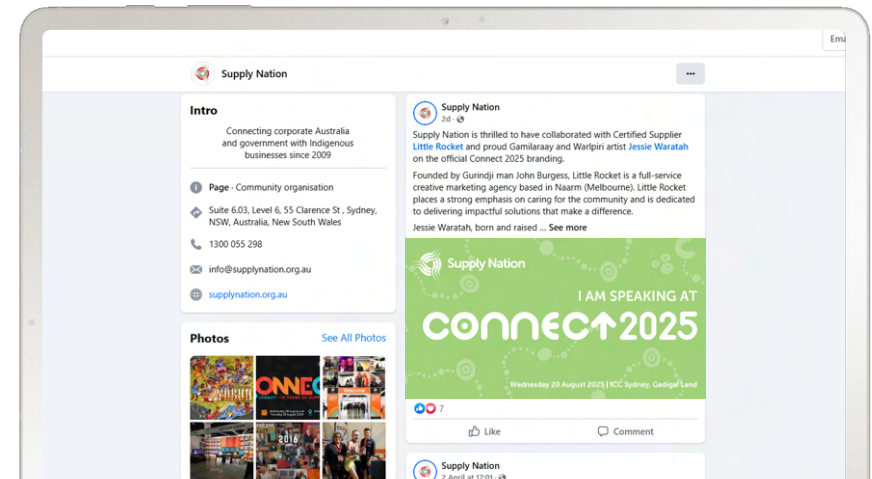 Ema
Supply Nation
...
Intro
Connecting corporate Australia
and government with Indigenous
businesses since 2009
Page · Community organisation
Suite 6.03, Level 6, 55 Clarence St , Sydney,
NSW, Australia, New South Wales
1300 055 298
info@supplynation.org.au
supplynation.org.au
Photos
See All Photos
CONNEC
2016
Supply Nation
2d ·
Supply Nation is thrilled to have collaborated with Certified Supplier
Little Rocket and proud Gamilaraay and Warlpiri artist Jessie Waratah
on the official Connect 2025 branding.
Founded by Gurindji man John Burgess, Little Rocket is a full-service
creative marketing agency based in Naarm (Melbourne). Little Rocket
places a strong emphasis on caring for the community and is dedicated
to delivering impactful solutions that make a difference.
Jessie Waratah, born and raised ... See more
Supply Nation
I AM SPEAKING AT
CONNECT 2025
Wednesday 20 August 2025 | ICC Sydney, Gadigal Land
7
Like
Comment
Supply Nation
2 April at 17:01 ·